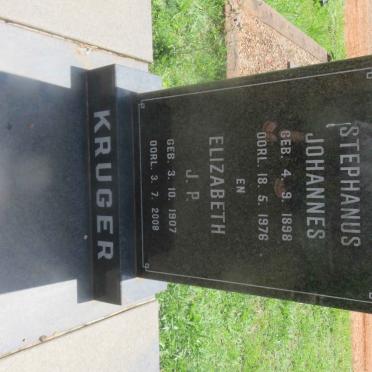 STEPHANUS
JOHANNES
GEB. 4. 9. 1898
OORL. 18. 5. 1976
EN
ELIZABETH
J. P.
GEB. 3. 10. 1907
OORL. 3. 7. 2008
KRUGER